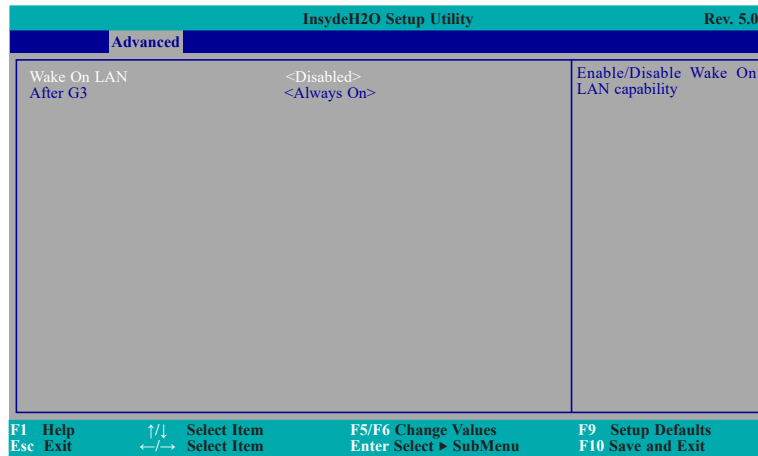 InsydeH2O Setup Utility Rev. 5.0
Advanced
Wake On LAN <Disabled>
After G3 <Always On>
Enable/Disable Wake On
LAN capability
F1 Help ↑/↓ Select Item F5/F6 Change Values F9 Setup Defaults
Esc Exit ←/→ Select Item Enter Select ► SubMenu F10 Save and Exit